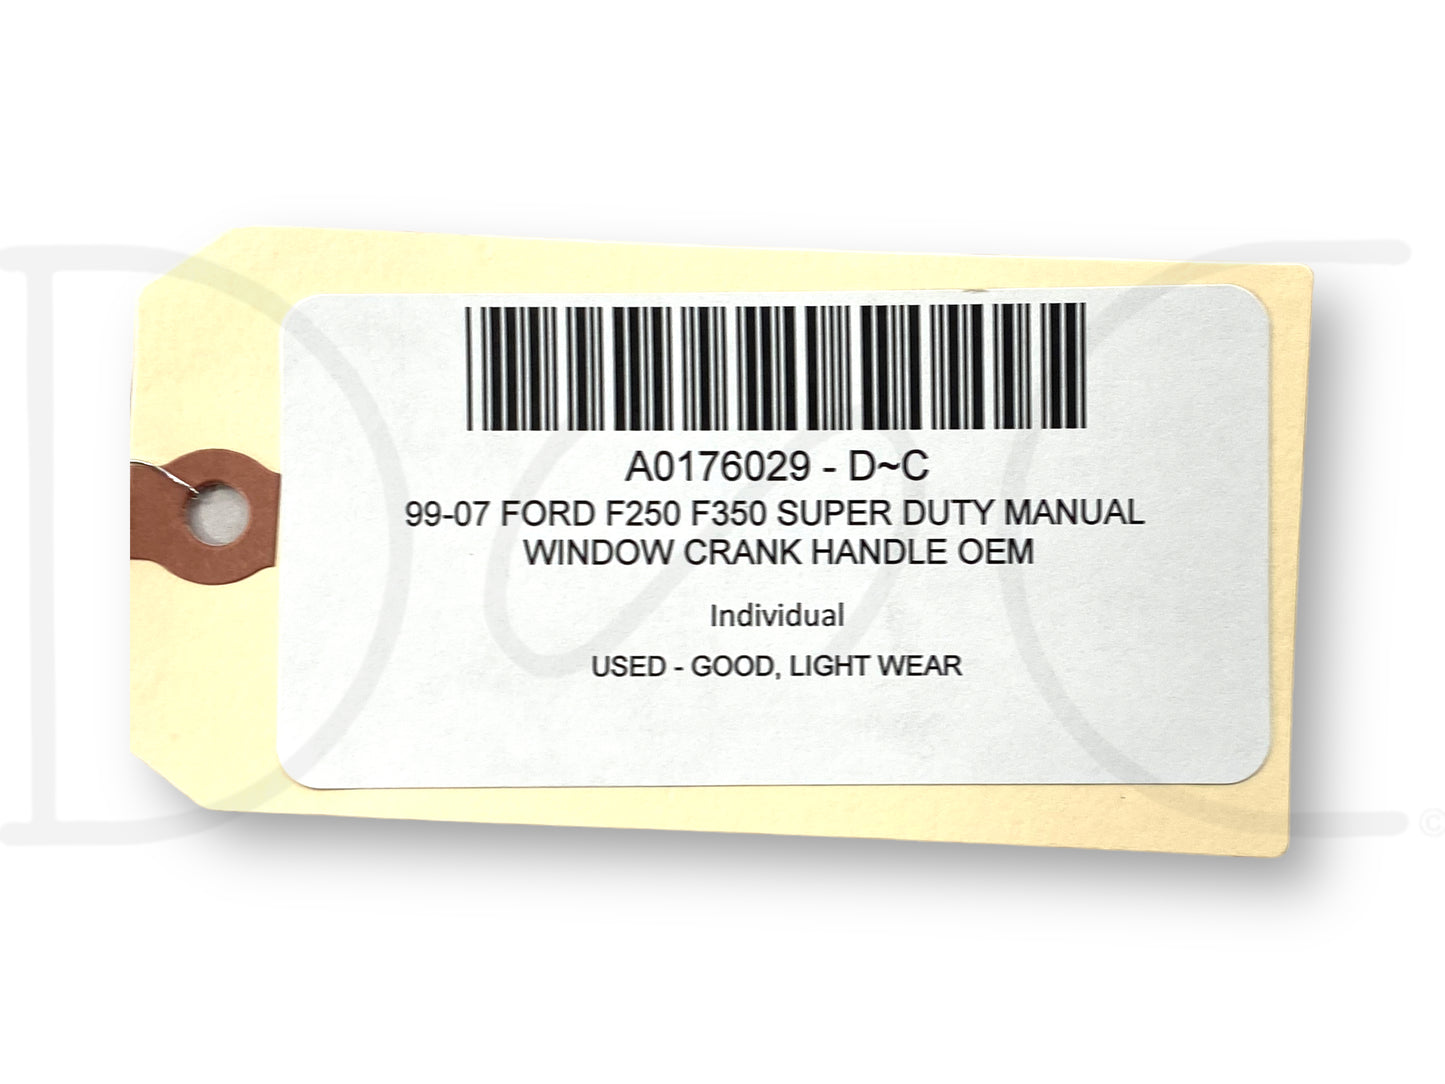 A0176029 - D~C
99-07 FORD F250 F350 SUPER DUTY MANUAL
WINDOW CRANK HANDLE OEM
Individual
USED - GOOD, LIGHT WEAR
D~C
©